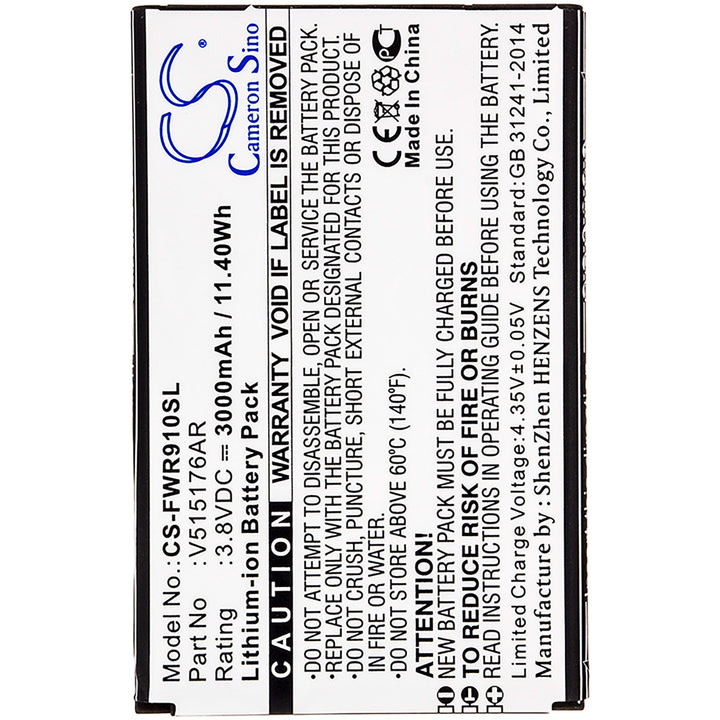 CS
Cameron Sino
Model No.: CS-FWR910SL
Part No : V515176AR
Rating : 3.8VDC 3000mAh / 11.40Wh
Lithium-ion Battery Pack
CAUTION WARRANTY VOID IF LABEL IS REMOVED
•DO NOT ATTEMPT TO DISASSEMBLE, OPEN OR SERVICE THE BATTERY PACK.
•REPLACE ONLY WITH THE BATTERY PACK DESIGNATED FOR THIS PRODUCT.
•DO NOT CRUSH, PUNCTURE, SHORT EXTERNAL CONTACTS OR DISPOSE OF
IN FIRE OR WATER.
•DO NOT STORE ABOVE 60ºC (140ºF).
CE
Made In China
ATTENTION!
•NEW BATTERY PACK MUST BE FULLY CHARGED BEFORE USE.
•TO REDUCE RISK OF FIRE OR BURNS
READ INSTRUCTIONS IN OPERATING GUIDE BEFORE USING THE BATTERY.
Limited Charge Voltage:4.35V±0.05V Standard:GB 31241-2014
Manufacture by : ShenZhen HENZENS Technology Co., Limited